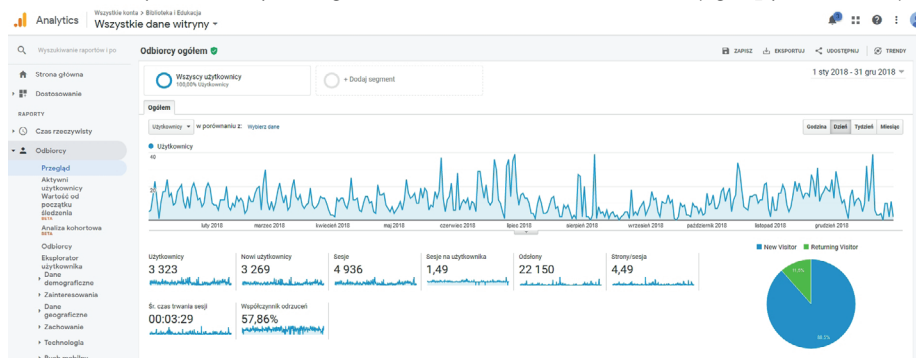 Analytics
Wszystkie konta > Biblioteka i Edukacja
Wszystkie dane witryny
Wyszukiwanie raportów i po
Strona główna
Dostosowanie
RAPORTY
Czas rzeczywisty
Odbiorcy
Przegląd
Aktywni
użytkownicy
Wartość od
początku
śledzenia
BETA
Analiza kohortowa
BETA
Odbiorcy
Eksplorator
użytkownika
Dane
demograficzne
Zainteresowania
Dane
geograficzne
Zachowanie
Technologia
Odbiorcy ogółem
ZAPISZ
EKSPORTUJ
UDOSTĘPNIJ
TRENDY
Wszyscy użytkownicy
100,00% Użytkownicy
+ Dodaj segment
1 sty 2018 - 31 gru 2018
Ogółem
Użytkownicy w porównaniu z: Wybierz dane
Godzina Dzień Tydzień Miesiąc
Użytkownicy
40
20
luty 2018 marzec 2018 kwiecień 2018 maj 2018 czerwiec 2018 lipiec 2018 sierpień 2018 wrzesień 2018 październik 2018 listopad 2018 grudzień 2018
Użytkownicy
3 323
Nowi użytkownicy
3 269
Sesje
4 936
Sesje na użytkownika
1,49
Odsłony
22 150
Strony/sesja
4,49
Śr. czas trwania sesji
00:03:29
Współczynnik odrzuceń
57,86%
New Visitor Returning Visitor